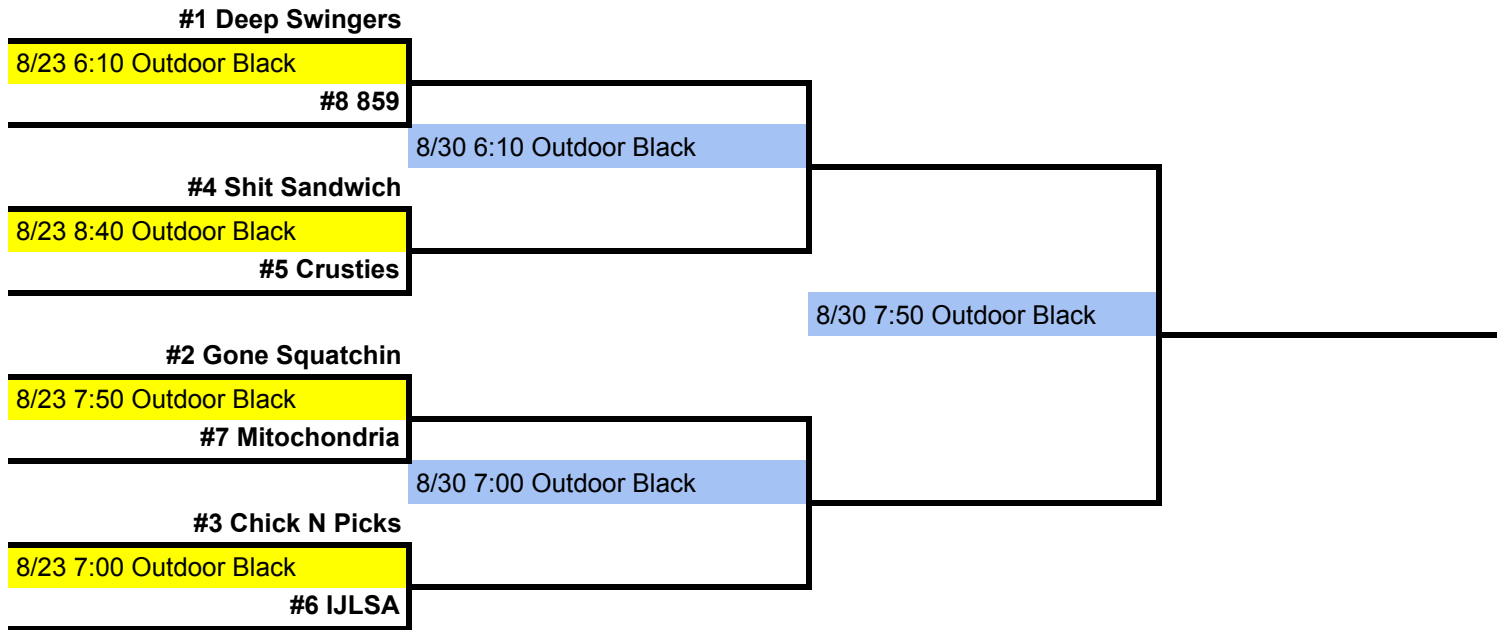 #1 Deep Swingers
8/23 6:10 Outdoor Black
#8 859
8/30 6:10 Outdoor Black
#4 Shit Sandwich
8/23 8:40 Outdoor Black
#5 Crusties
8/30 7:50 Outdoor Black
#2 Gone Squatchin
8/23 7:50 Outdoor Black
#7 Mitochondria
8/30 7:00 Outdoor Black
#3 Chick N Picks
8/23 7:00 Outdoor Black
#6 IJLSA